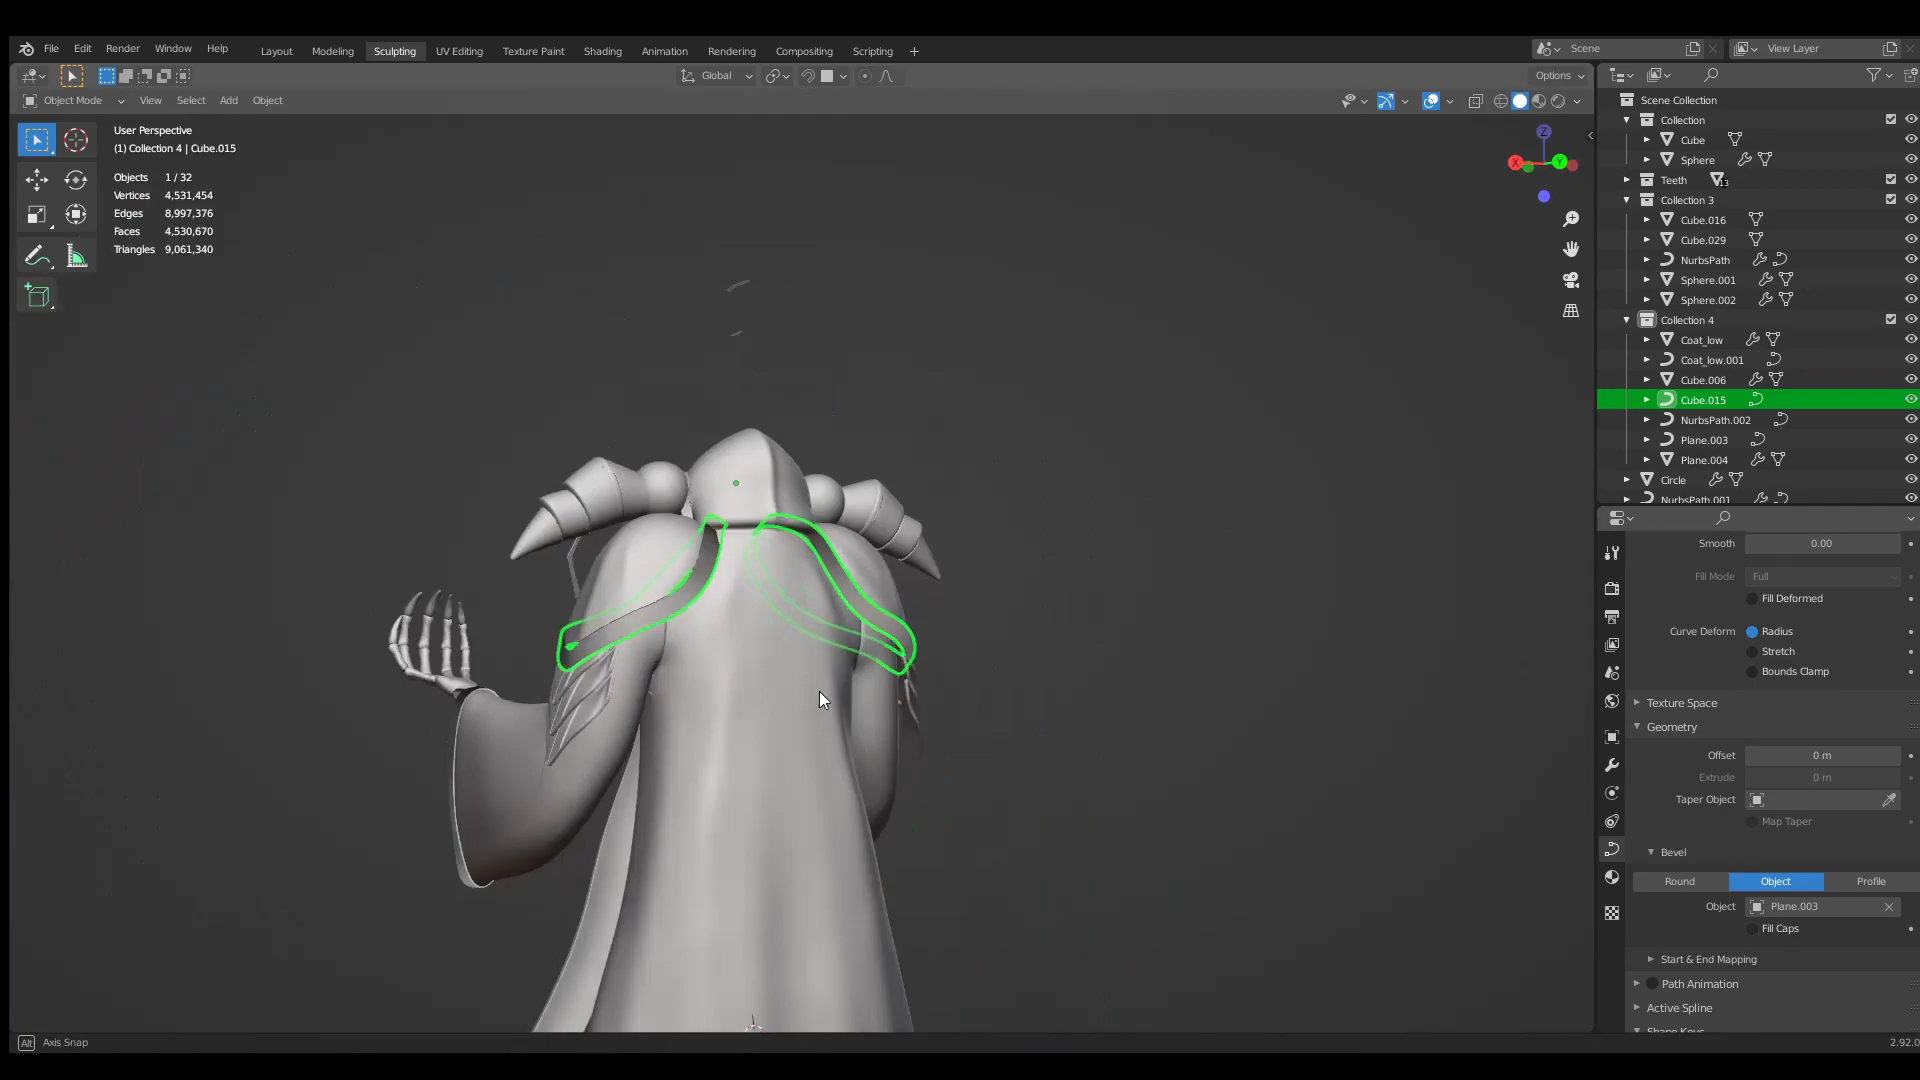 File Edit Render Window Help
Layout Modeling Sculpting UV Editing Texture Paint Shading Animation Rendering Compositing Scripting +
Scene
View Layer
Global
Options
Object Mode View Select Add Object
User Perspective
(1) Collection 4 | Cube.015
Objects 1 / 32
Vertices 4,531,454
Edges 8,997,376
Faces 4,530,670
Triangles 9,061,340
Z
X
Y
Scene Collection
Collection
Cube
Sphere
Teeth 13
Collection 3
Cube.016
Cube.029
NurbsPath
Sphere.001
Sphere.002
Collection 4
Coat_low
Coat_low.001
Cube.006
Cube.015
NurbsPath.002
Plane.003
Plane.004
Circle
NurbsPath.001
Smooth 0.00
Fill Mode Full
Fill Deformed
Curve Deform Radius
Stretch
Bounds Clamp
Texture Space
Geometry
Offset 0 m
Extrude 0 m
Taper Object
Map Taper
Bevel
Round Object Profile
Object Plane.003
Fill Caps
Start & End Mapping
Path Animation
Active Spline
Shape Keys
Alt Axis Snap
2.92.0